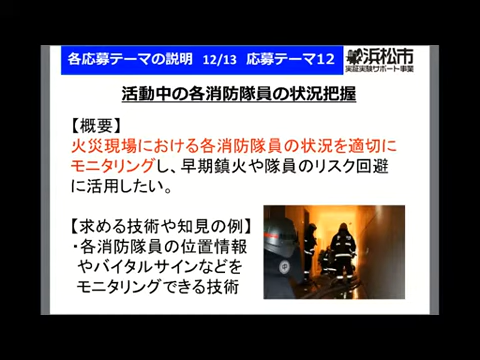 各応募テーマの説明 12/13 応募テーマ12
浜松市
実証実験サポート事業
活動中の各消防隊員の状況把握
【概要】
火災現場における各消防隊員の状況を適切に
モニタリングし、早期鎮火や隊員のリスク回避
に活用したい。
【求める技術や知見の例】
・各消防隊員の位置情報
やバイタルサインなどを
モニタリングできる技術